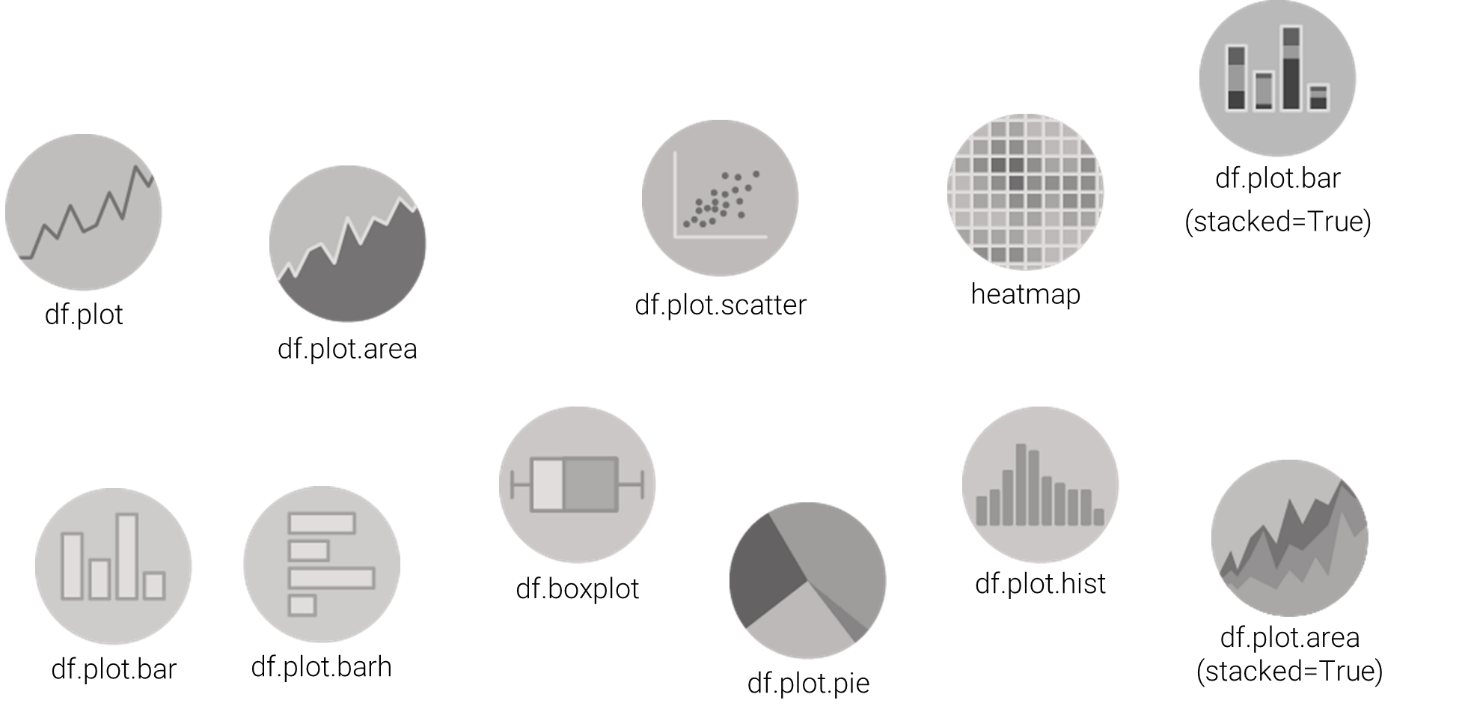 df.plot.bar
(stacked=True)
df.plot
df.plot.area
df.plot.scatter
heatmap
df.plot.bar
df.plot.barh
df.boxplot
df.plot.pie
df.plot.hist
df.plot.area
(stacked=True)